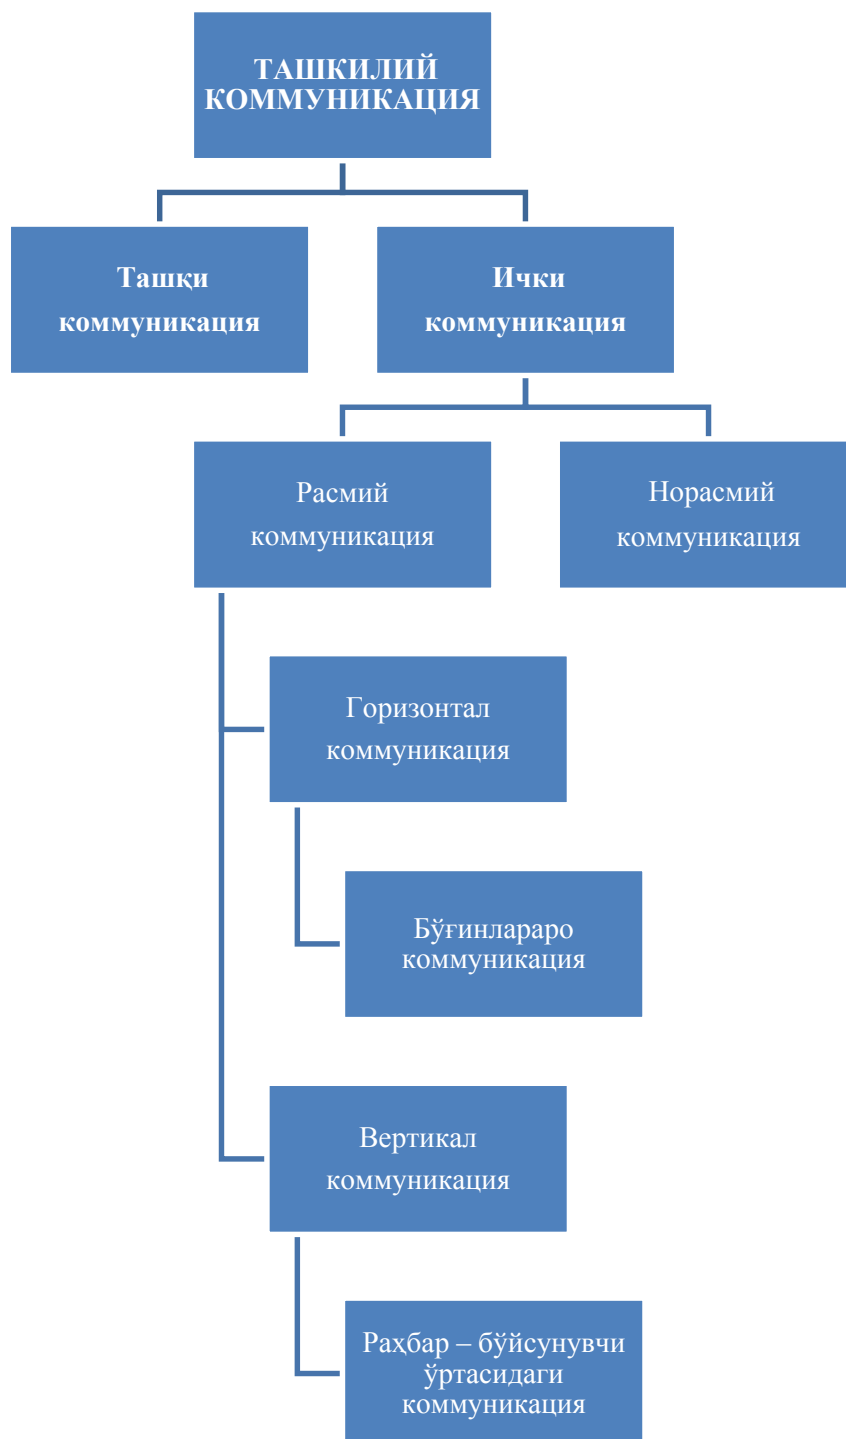 ТАШКИЛИЙ
КОММУНИКАЦИЯ
Ташқи
коммуникация
Ички
коммуникация
Расмий
коммуникация
Норасмий
коммуникация
Горизонтал
коммуникация
Бўғинлараро
коммуникация
Вертикал
коммуникация
Раҳбар – бўйсунувчи
ўртасидаги
коммуникация